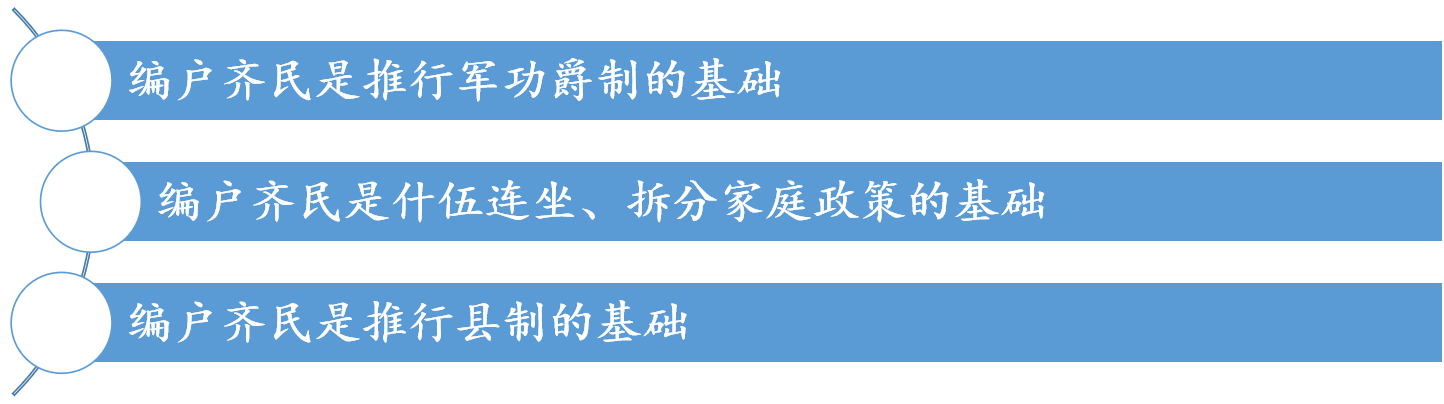 编户齐民是推行军功爵制的基础
编户齐民是什伍连坐、拆分家庭政策的基础
编户齐民是推行县制的基础